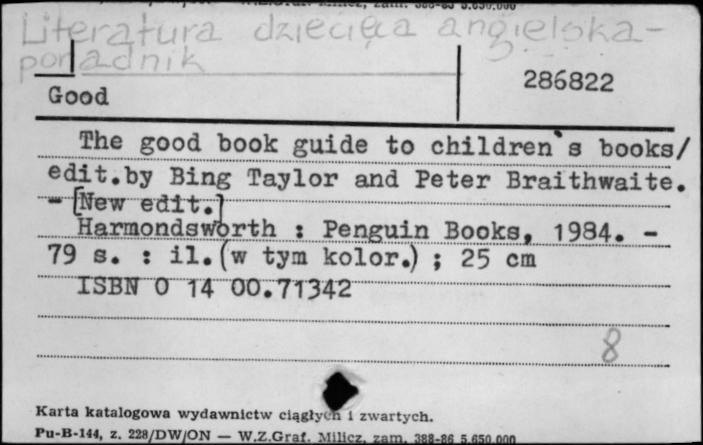 Literatura dziecięca angielska-
poradnik
286822
Good
The good book guide to children's books/
edit.by Bing Taylor and Peter Braithwaite.
- [New edit.]
Harmondsworth : Penguin Books, 1984. -
79 s. : il.(w tym kolor.) ; 25 cm
ISBN 0 14 00.71342
8
Karta katalogowa wydawnictw ciągłych i zwartych.
Pu-B-144, z. 228/DW/ON — W.Z.Graf. Milicz, zam. 388-86 5.650.000